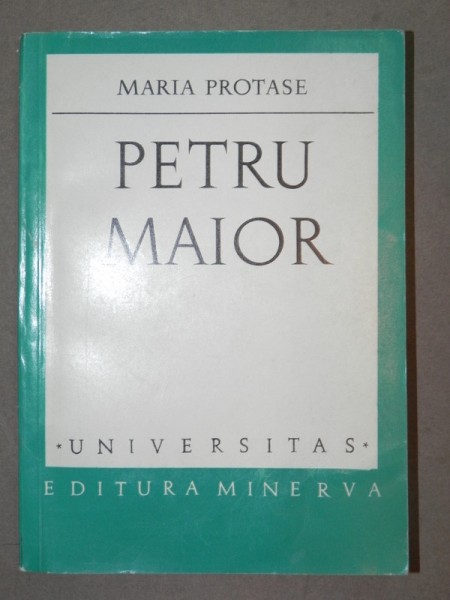 MARIA PROTASE
PETRU
MAIOR
* UNIVERSITAS *
EDITURA MINERVA